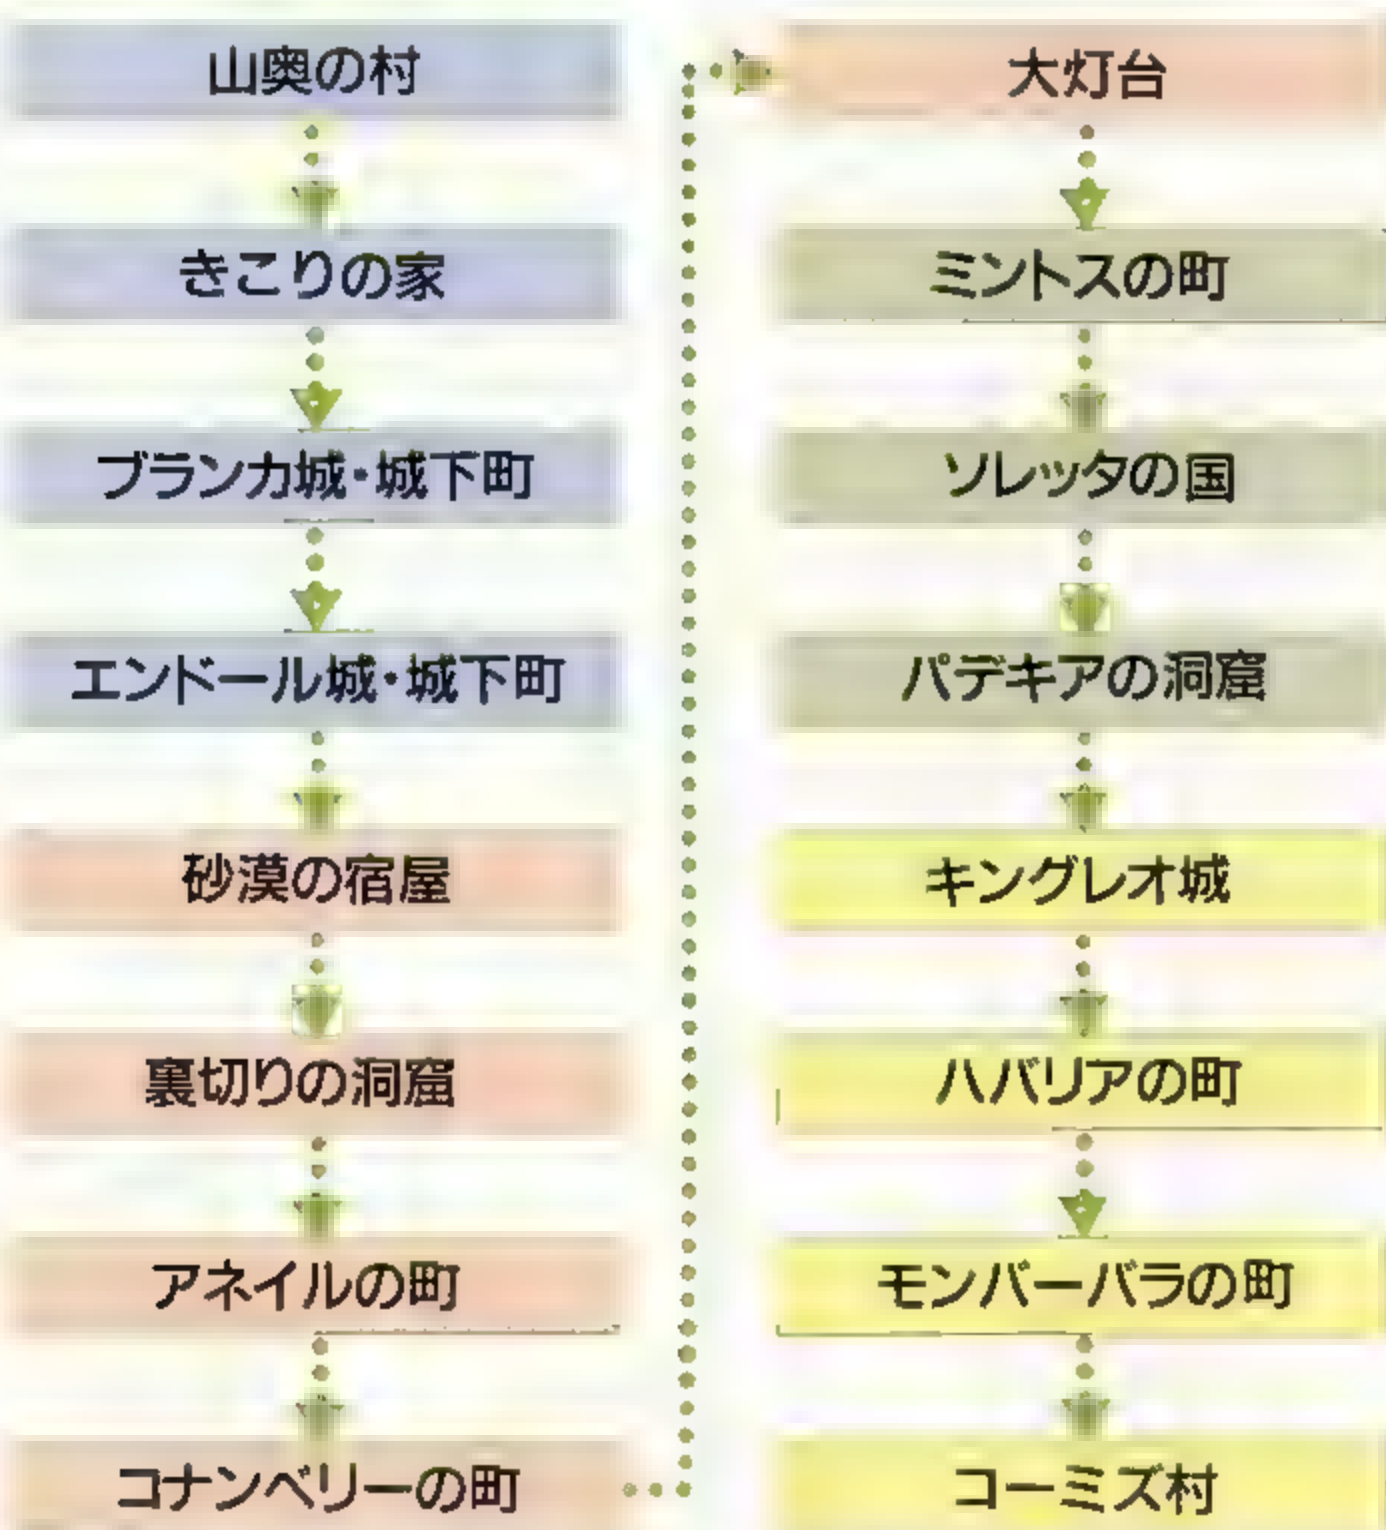 山奥の村
きこりの家
ブランカ城・城下町
エンドール城・城下町
砂漠の宿屋
裏切りの洞窟
アネイルの町
コナンベリーの町
大灯台
ミントスの町
ソレッタの国
パデキアの洞窟
キングレオ城
ハバリアの町
モンバーバラの町
コーミズ村